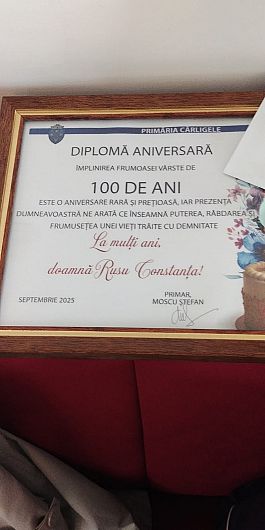 PRIMĂRIA CÂRLIGELE
DIPLOMĂ ANIVERSARĂ
ÎMPLINIREA FRUMOASEI VÂRSTE DE
100 DE ANI
ESTE O ANIVERSARE RARĂ ȘI PREȚIOASĂ, IAR PREZENȚA
DUMNEAVOASTRĂ NE ARATĂ CE ÎNSEAMNĂ PUTEREA, RĂBDAREA ȘI
FRUMUSEȚEA UNEI VIEȚI TRĂITE CU DEMNITATE
La mulți ani,
doamnă Rusu Constanța!
SEPTEMBRIE 2025
PRIMAR,
MOSCU ȘTEFAN